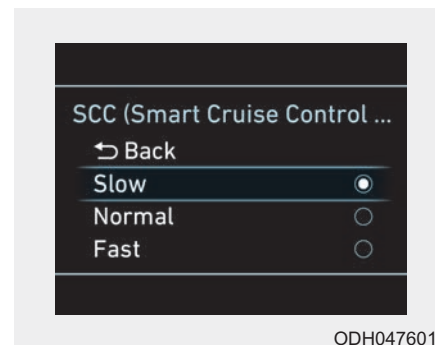 SCC (Smart Cruise Control ...
Back
Slow
Normal
Fast
ODH047601